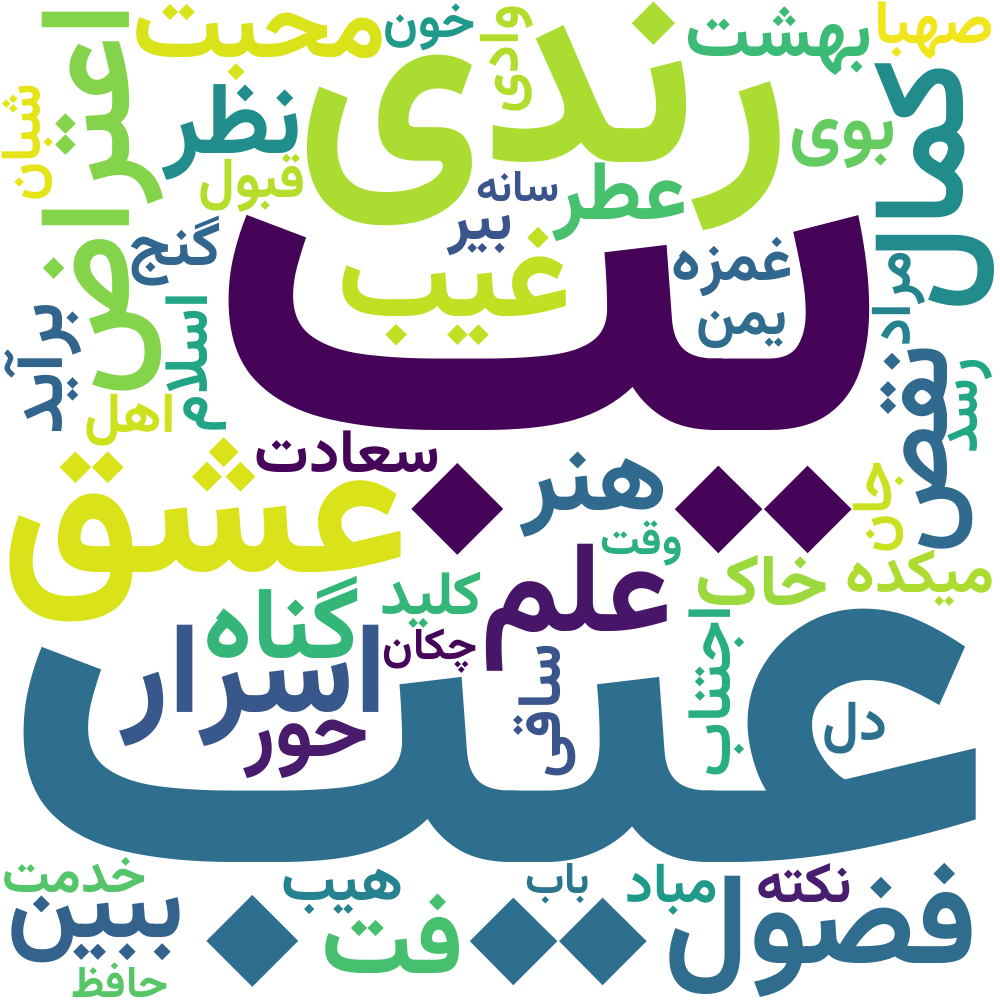 صهبا
بهشت
وادی
خون
محبت
اعتراض
رندی
کمال
نظر
شبان
بوی
عطر
سانه
قبول
بیر
گنج
غمزه
غیب
یب
مراد
یمن
اسلام
برآید
نقص
رسد
اهل
سعادت
عشق
هنر
جان
وقت
میکده
خاک
علم
کلید
گناه
چکان
اسرار
حور
ساقی
اجتناب
دل
عیب
باب
مباد
نکته
هیب
خدمت
فضول
فت
ببین
حافظ